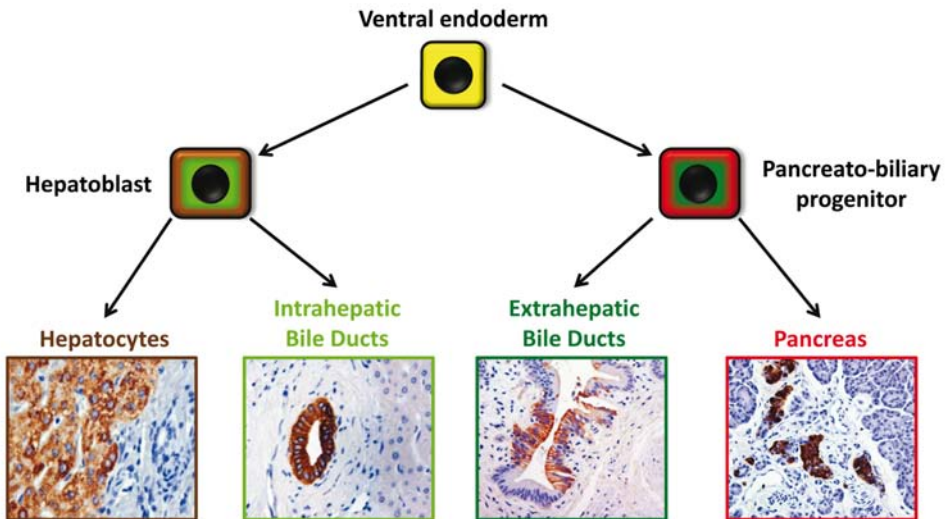 Ventral endoderm
Hepatoblast
Pancreato-biliary
progenitor
Hepatocytes
Intrahepatic
Bile Ducts
Extrahepatic
Bile Ducts
Pancreas